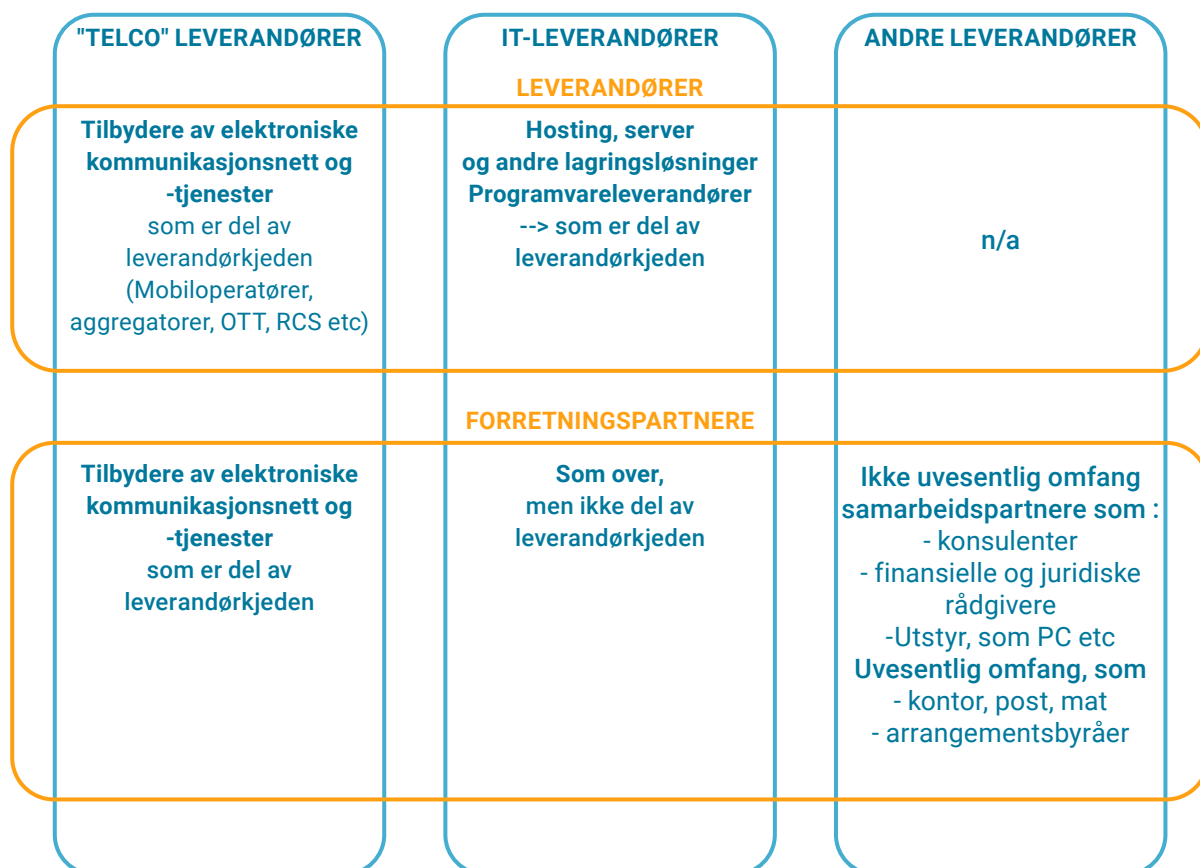 "TELCO" LEVERANDØRER
IT-LEVERANDØRER
ANDRE LEVERANDØRER
LEVERANDØRER
Tilbydere av elektroniske
kommunikasjonsnett og
-tjenester
som er del av
leverandørkjeden
(Mobiloperatører,
aggregatorer, OTT, RCS etc)
Hosting, server
og andre lagringsløsninger
Programvareleverandører
--> som er del av
leverandørkjeden
n/a
FORRETNINGSPARTNERE
Tilbydere av elektroniske
kommunikasjonsnett og
-tjenester
som er del av
leverandørkjeden
Som over,
men ikke del av
leverandørkjeden
Ikke uvesentlig omfang
samarbeidspartnere som :
- konsulenter
- finansielle og juridiske
rådgivere
-Utstyr, som PC etc
Uvesentlig omfang, som
- kontor, post, mat
- arrangementsbyråer